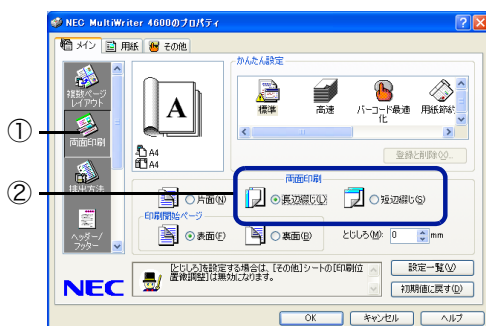 NEC MultiWriter 4600のプロパティ
メイン 用紙 その他
かんたん設定
複数ページ
レイアウト
標準 高速 バーコード最適化 用紙節約
① 両面印刷
A
A4
A4
登録と削除(X)...
排出方法
② 両面印刷
片面(N) 長辺綴じ(L) 短辺綴じ(S)
印刷開始ページ
表面(F) 裏面(B) とじしろ(M): 0 mm
ヘッダー/
フッター
[とじしろ]を設定する場合は、[その他]シートの[印刷位
置微調整]は無効になります。
設定一覧(V)
初期値に戻す(D)
NEC
OK キャンセル ヘルプ